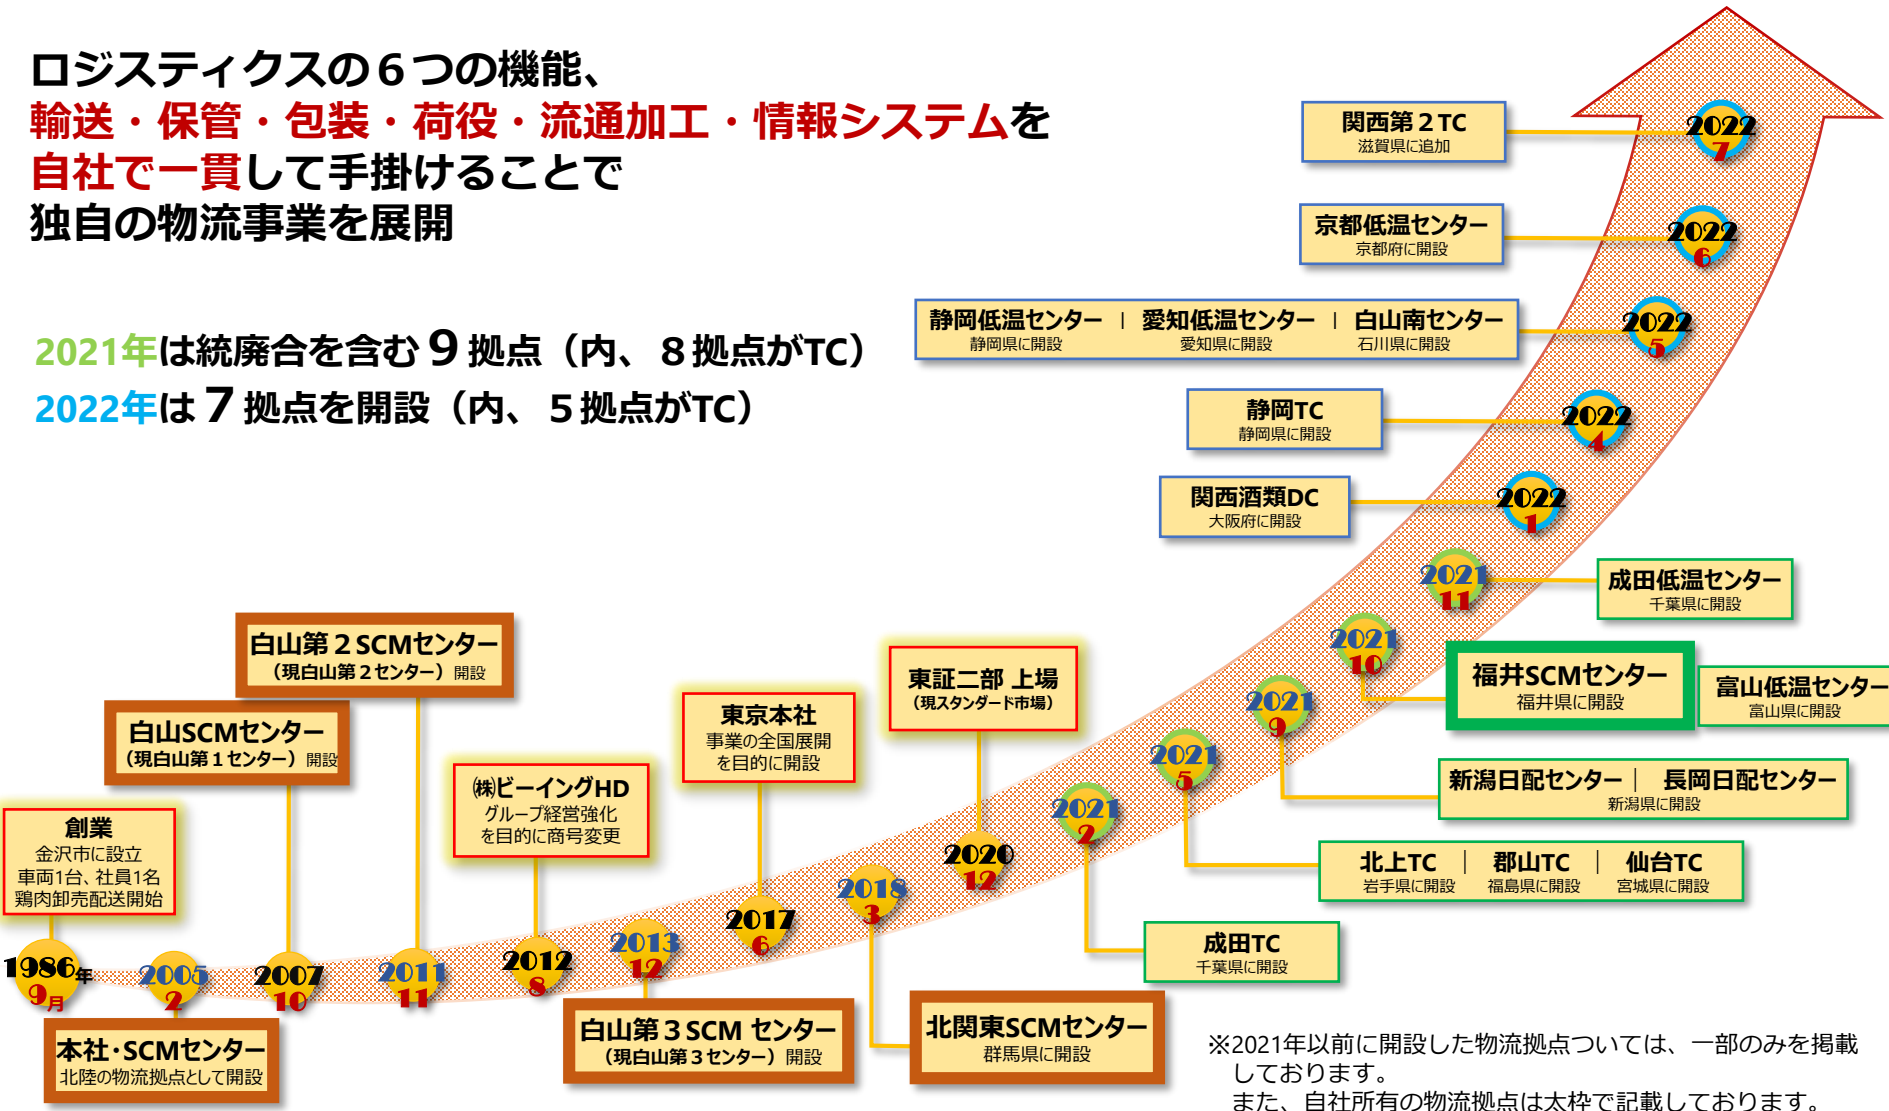 ロジスティクスの６つの機能、
輸送・保管・包装・荷役・流通加工・情報システムを
自社で一貫して手掛けることで
独自の物流事業を展開
2021年は統廃合を含む９拠点（内、８拠点がTC）
2022年は７拠点を開設（内、５拠点がTC）
関西第２TC
滋賀県に追加
2022
7
京都低温センター
京都府に開設
2022
6
静岡低温センター | 愛知低温センター | 白山南センター
静岡県に開設 愛知県に開設 石川県に開設
2022
5
静岡TC
静岡県に開設
2022
4
関西酒類DC
大阪府に開設
2022
1
2021
11
成田低温センター
千葉県に開設
2021
10
福井SCMセンター
福井県に開設
富山低温センター
富山県に開設
2021
9
新潟日配センター | 長岡日配センター
新潟県に開設
2021
5
北上TC | 郡山TC | 仙台TC
岩手県に開設 福島県に開設 宮城県に開設
2021
2
成田TC
千葉県に開設
東証二部 上場
（現スタンダード市場）
2020
12
2018
3
北関東SCMセンター
群馬県に開設
東京本社
事業の全国展開
を目的に開設
2017
6
2013
12
白山第３SCM センター
（現白山第３センター）開設
㈱ビーイングHD
グループ経営強化
を目的に商号変更
2012
8
白山第２SCMセンター
（現白山第２センター）開設
2011
11
白山SCMセンター
（現白山第１センター）開設
2007
10
2005
2
本社・SCMセンター
北陸の物流拠点として開設
創業
金沢市に設立
車両1台、社員1名
鶏肉卸売配送開始
1986年
9月
※2021年以前に開設した物流拠点ついては、一部のみを掲載
しております。
また、自社所有の物流拠点は太枠で記載しております。